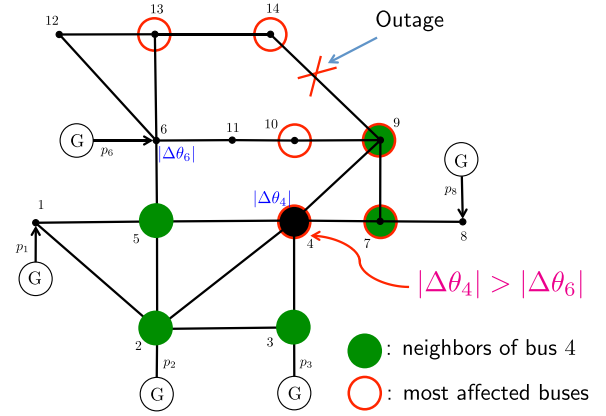 13
14
12
Outage
6
11
10
9
G
p₆
|Δθ₆|
G
p₈
1
|Δθ₄|
5
4
7
8
p₁
G
|Δθ₄| > |Δθ₆|
2
3
p₂
p₃
G
G
: neighbors of bus 4
: most affected buses